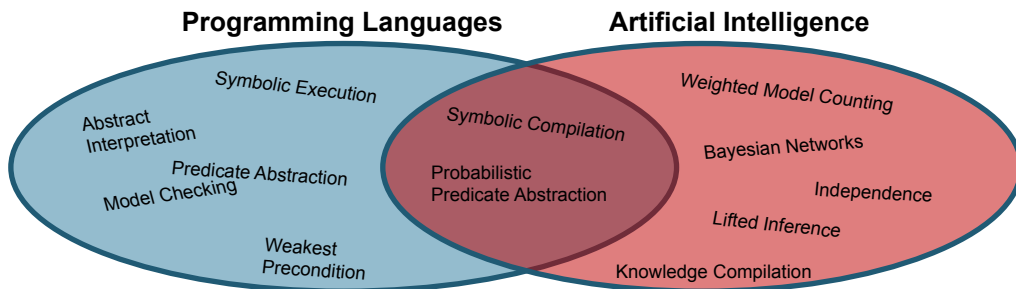 Programming Languages
Artificial Intelligence
Symbolic Execution
Abstract
Interpretation
Predicate Abstraction
Model Checking
Weakest
Precondition
Symbolic Compilation
Probabilistic
Predicate Abstraction
Weighted Model Counting
Bayesian Networks
Independence
Lifted Inference
Knowledge Compilation